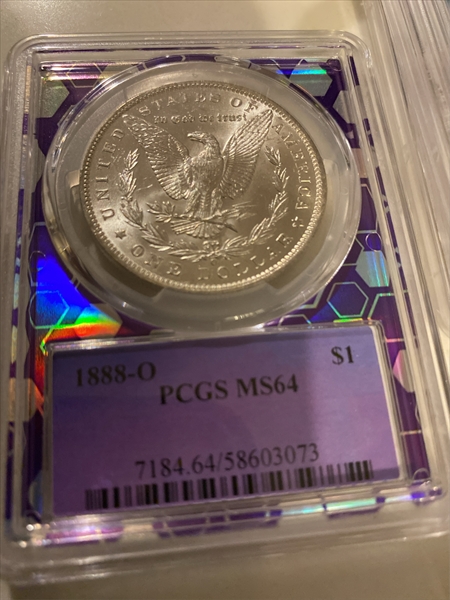 UNITED STATES OF AMERICA
In God we trust
ONE DOLLAR
1888-O $1
PCGS MS64
7184.64/58603073